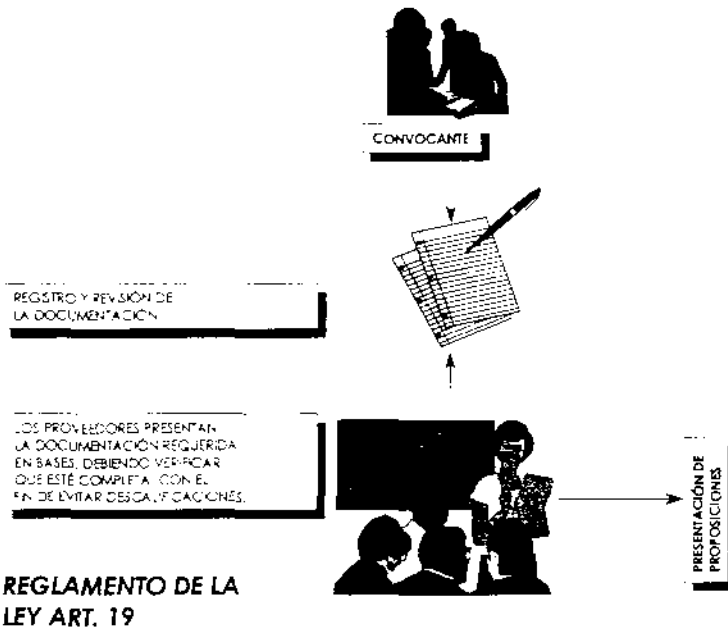 CONVOCANTE
REGISTRO Y REVISIÓN DE
LA DOCUMENTACIÓN
LOS PROVEEDORES PRESENTAN
LA DOCUMENTACIÓN REQUERIDA
EN BASES, DEBIENDO VERIFICAR
QUE ESTÉ COMPLETA, CON EL
FIN DE EVITAR DESCALIFICACIONES.
PRESENTACIÓN DE
PROPOSICIONES
REGLAMENTO DE LA
LEY ART. 19